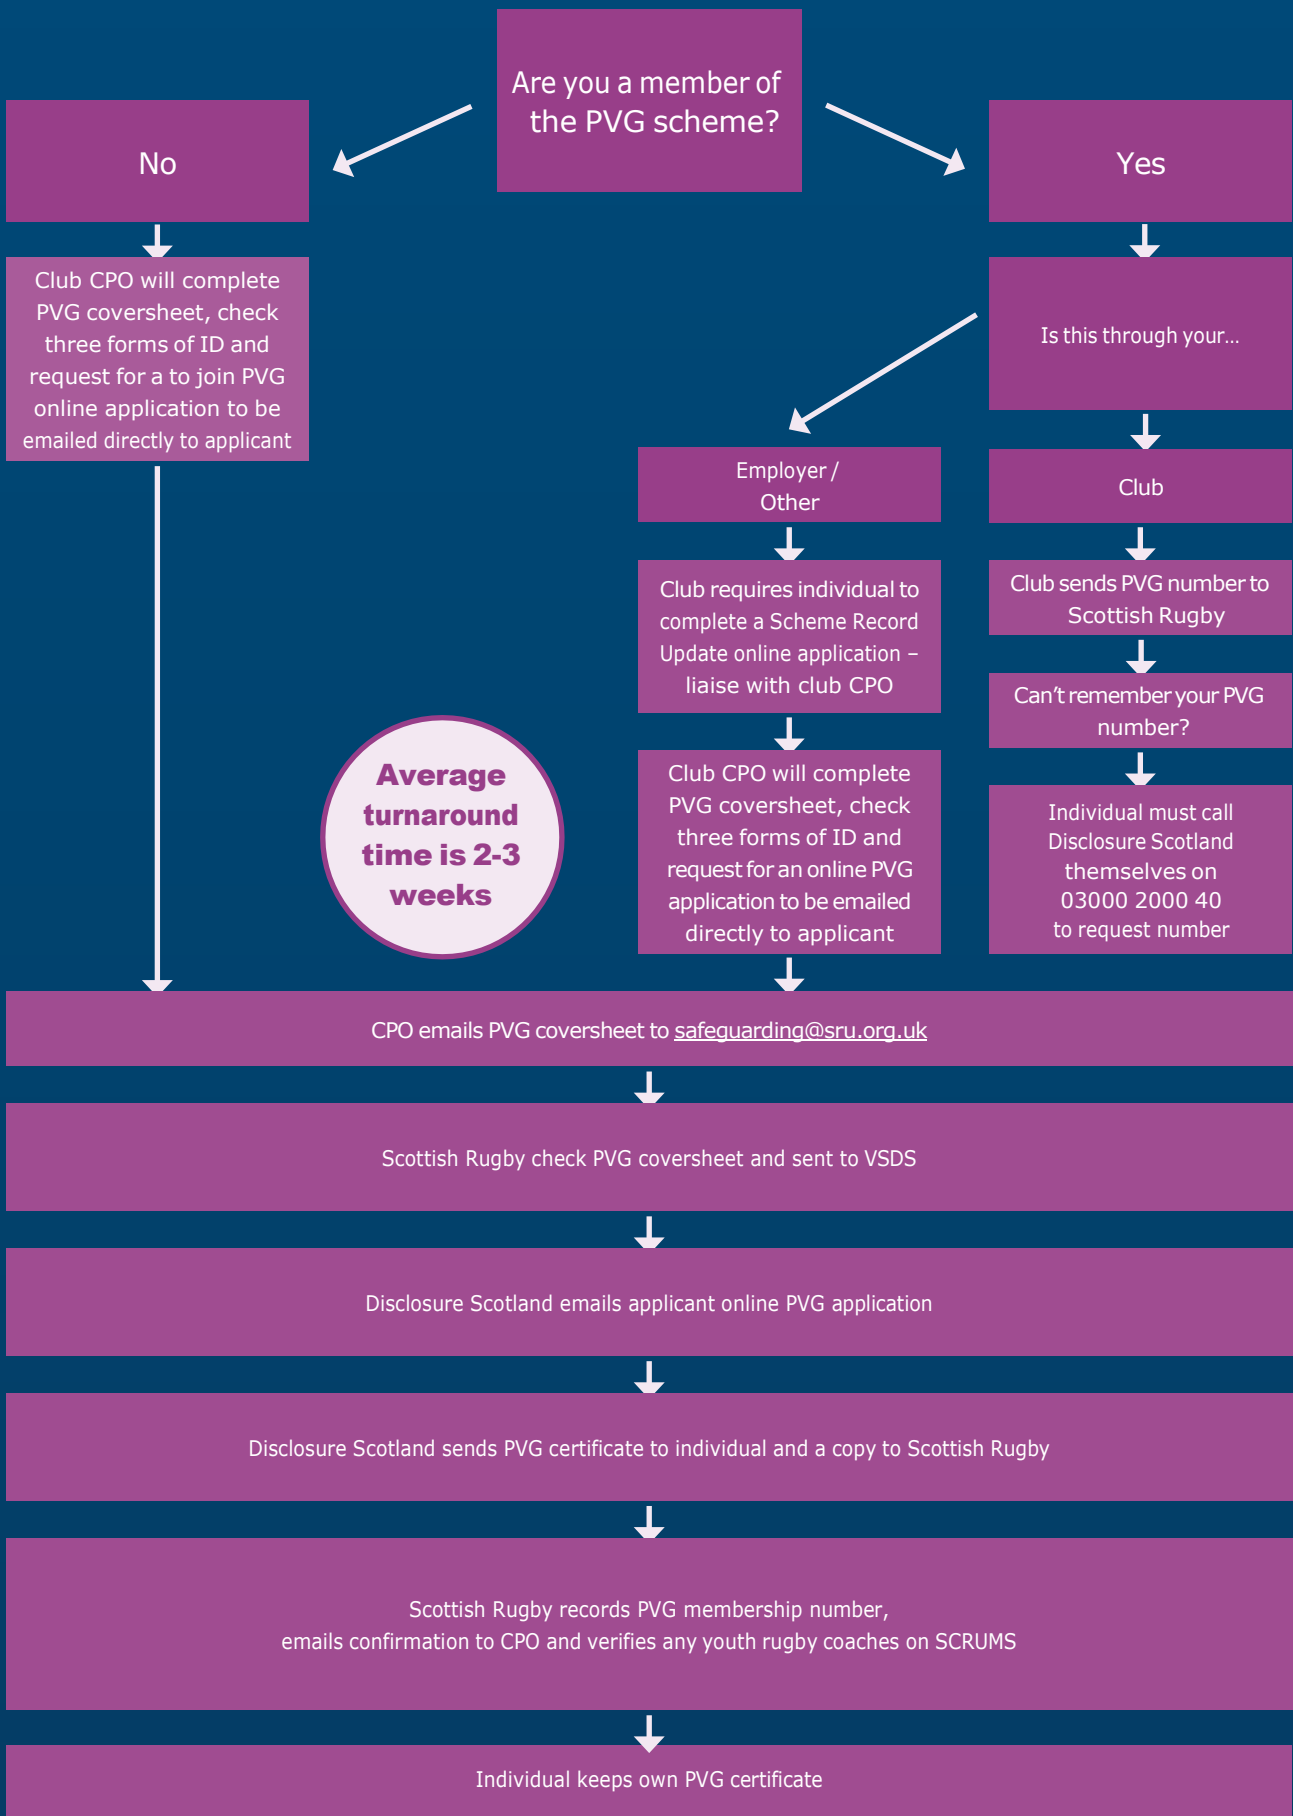 Are you a member of
the PVG scheme?
No
Yes
Club CPO will complete
PVG coversheet, check
three forms of ID and
request for a to join PVG
online application to be
emailed directly to applicant
Is this through your...
Employer /
Other
Club
Club requires individual to
complete a Scheme Record
Update online application –
liaise with club CPO
Club sends PVG number to
Scottish Rugby
Can't remember your PVG
number?
Average
turnaround
time is 2-3
weeks
Club CPO will complete
PVG coversheet, check
three forms of ID and
request for an online PVG
application to be emailed
directly to applicant
Individual must call
Disclosure Scotland
themselves on
03000 2000 40
to request number
CPO emails PVG coversheet to safeguarding@sru.org.uk
Scottish Rugby check PVG coversheet and sent to VSDS
Disclosure Scotland emails applicant online PVG application
Disclosure Scotland sends PVG certificate to individual and a copy to Scottish Rugby
Scottish Rugby records PVG membership number,
emails confirmation to CPO and verifies any youth rugby coaches on SCRUMS
Individual keeps own PVG certificate